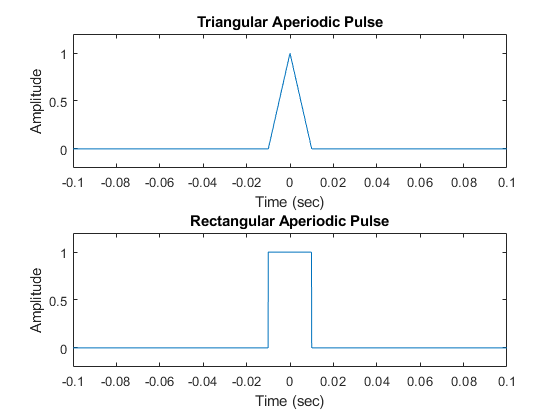 Triangular Aperiodic Pulse
1
0.5
0
Amplitude
-0.1 -0.08 -0.06 -0.04 -0.02 0 0.02 0.04 0.06 0.08 0.1
Time (sec)
Rectangular Aperiodic Pulse
1
0.5
0
Amplitude
-0.1 -0.08 -0.06 -0.04 -0.02 0 0.02 0.04 0.06 0.08 0.1
Time (sec)